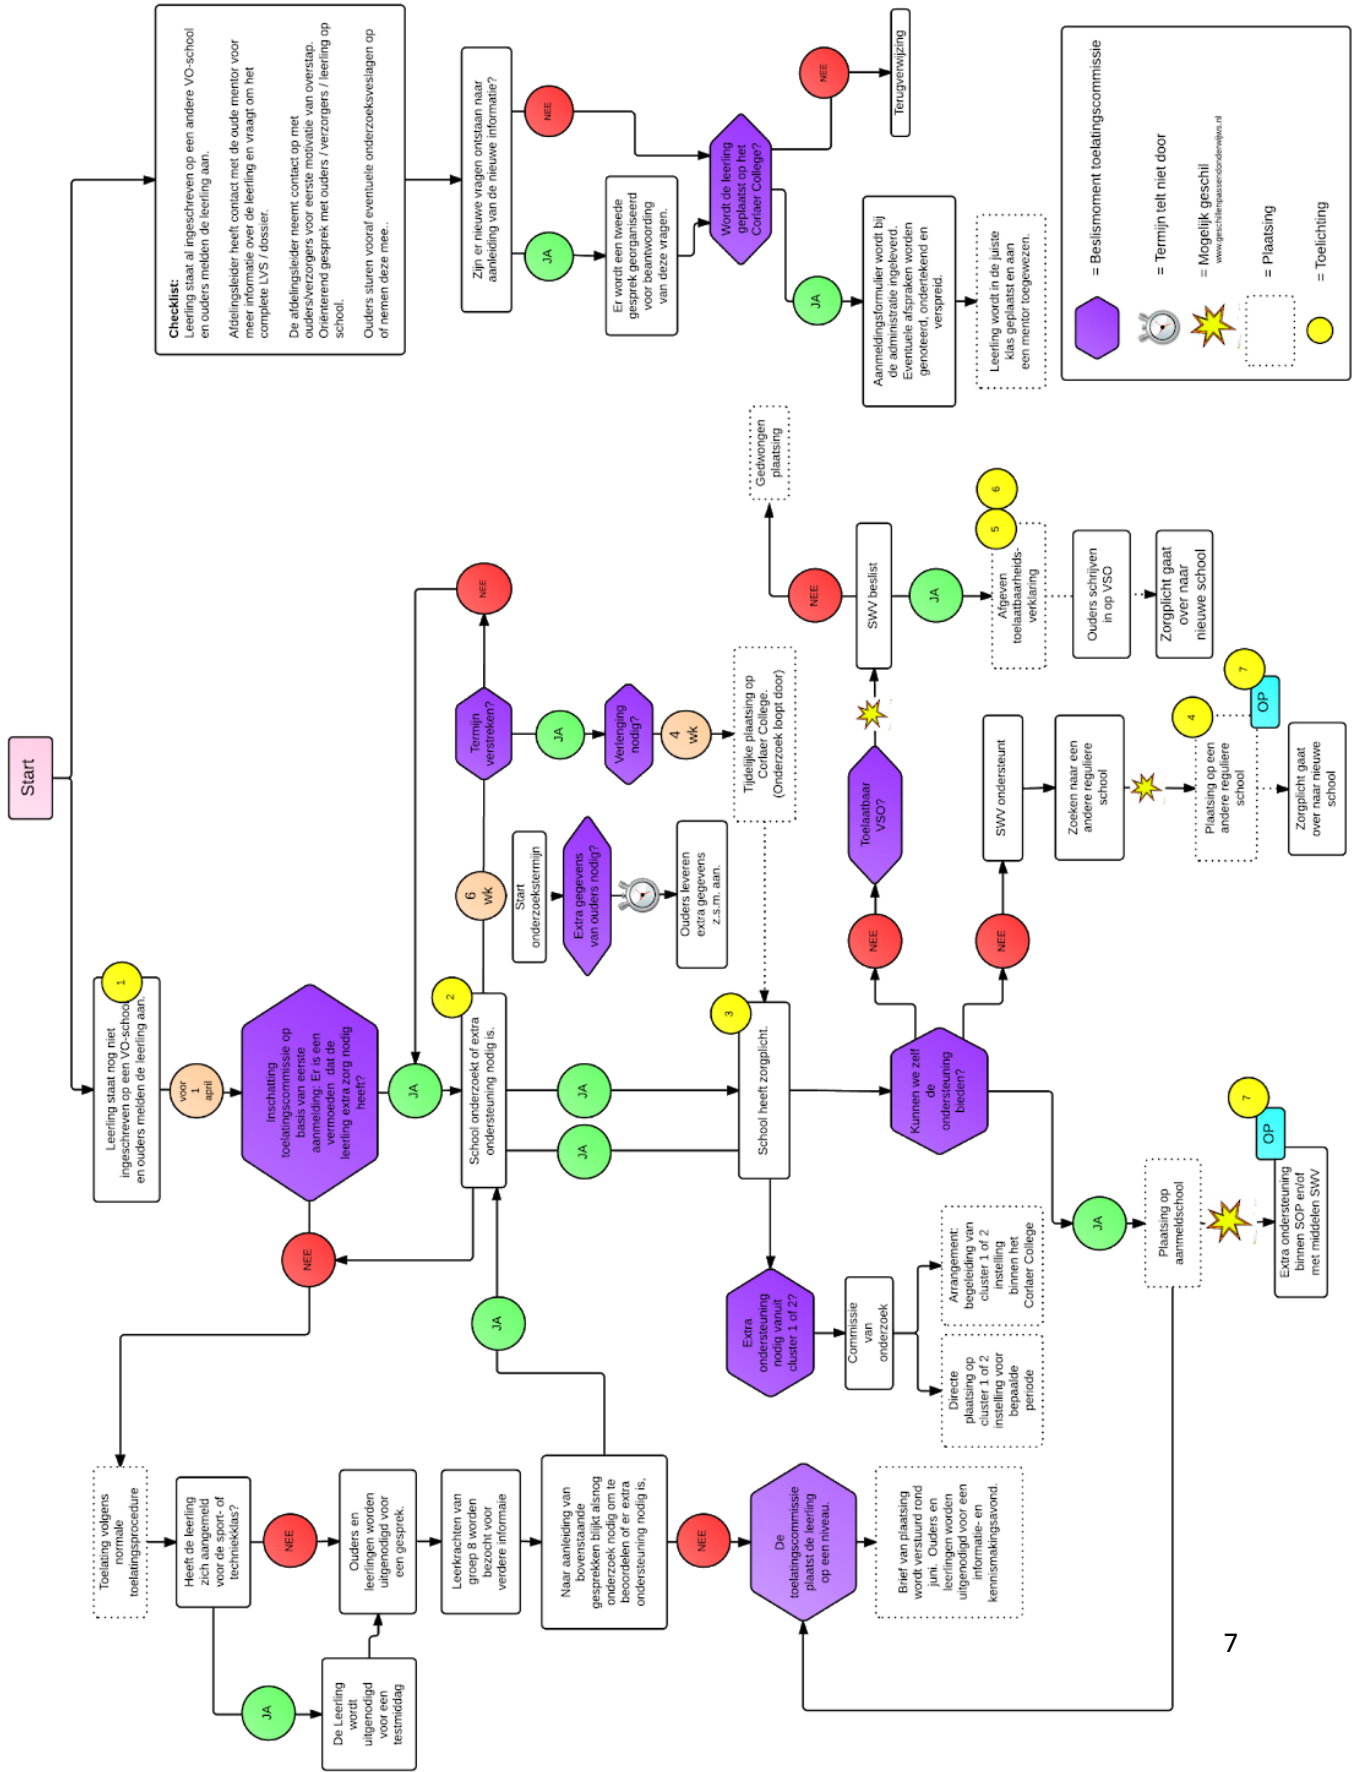 Start
Leerling staat nog niet
ingeschreven op een VO-school
en ouders melden de leerling aan.
1
voor
1
april
Inschatting
toelatingscommissie op
basis van eerste
aanmelding: Er is een
vermoeden dat de
leerling extra zorg nodig
heeft?
NEE
JA
Toelating volgens
normale
toelatingsprocedure
Heeft de leerling
zich aangemeld
voor de sport- of
techniekklas?
JA
NEE
De Leerling
wordt
uitgenodigd
voor een
testmiddag
Ouders en
leerlingen worden
uitgenodigd voor
een gesprek.
Leerkrachten van
groep 8 worden
bezocht voor
verdere informaie
Naar aanleiding van
bovenstaande
gesprekken blijkt alsnog
onderzoek nodig om te
beoordelen of er extra
ondersteuning nodig is,
JA
NEE
De
toelatingscommissie
plaatst de leerling
op een niveau.
Brief van plaatsing
wordt verstuurd rond
juni. Ouders en
leerlingen worden
uitgenodigd voor een
informatie- en
kennismakingsavond.
School onderzoekt of extra
ondersteuning nodig is.
2
6
wk
Termijn
verstreken?
NEE
JA
Verlenging
nodig?
4
wk
Tijdelijke plaatsing op
Corlaer College.
(Onderzoek loopt door)
Start
onderzoekstermijn
Extra gegevens
van ouders nodig?
Ouders leveren
extra gegevens
z.s.m. aan.
JA
JA
School heeft zorgplicht.
3
Extra
ondersteuning
nodig vanuit
cluster 1 of 2?
Commissie
van
onderzoek
Directe
plaatsing op
cluster 1 of 2
instelling voor
bepaalde
periode
Arrangement:
begeleiding van
cluster 1 of 2
instelling
binnen het
Corlaer College
Kunnen we zelf
de
ondersteuning
bieden?
JA
Plaatsing op
aanmeldschool
Extra ondersteuning
binnen SOP en/of
met middelen SWV
OP
7
NEE
NEE
Toelaatbaar
VSO?
SWV beslist
NEE
Gedwongen
plaatsing
JA
Afgeven
toelaatbaarheids-
verklaring
5
6
Ouders schrijven
in op VSO
Zorgplicht gaat
over naar
nieuwe school
SWV ondersteunt
Zoeken naar een
andere reguliere
school
Plaatsing op een
andere reguliere
school
4
OP
7
Zorgplicht gaat
over naar nieuwe
school
Checklist:
Leerling staat al ingeschreven op een andere VO-school
en ouders melden de leerling aan.
Afdelingsleider heeft contact met de oude mentor voor
meer informatie over de leerling en vraagt om het
complete LVS / dossier.
De afdelingsleider neemt contact op met
ouders/verzorgers voor eerste motivatie van overstap.
Oriënterend gesprek met ouders / verzorgers / leerling op
school.
Ouders sturen vooraf eventuele onderzoeksveslagen op
of nemen deze mee..
Zijn er nieuwe vragen ontstaan naar
aanleiding van de nieuwe informatie?
JA
NEE
Er wordt een tweede
gesprek georganiseerd
voor beantwoording
van deze vragen.
Wordt de leerling
geplaatst op het
Corlaer College?
JA
NEE
Terugverwijzing
Aanmeldingsformulier wordt bij
de administratie ingeleverd.
Eventuele afspraken worden
genoteerd, ondertekend en
verspreid.
Leerling wordt in de juiste
klas geplaatst en aan
een mentor toegewezen.
= Beslismoment toelatingscommissie
= Termijn telt niet door
= Mogelijk geschil
www.geschillenpassendonderwijws.nl
= Plaatsing
= Toelichting
7